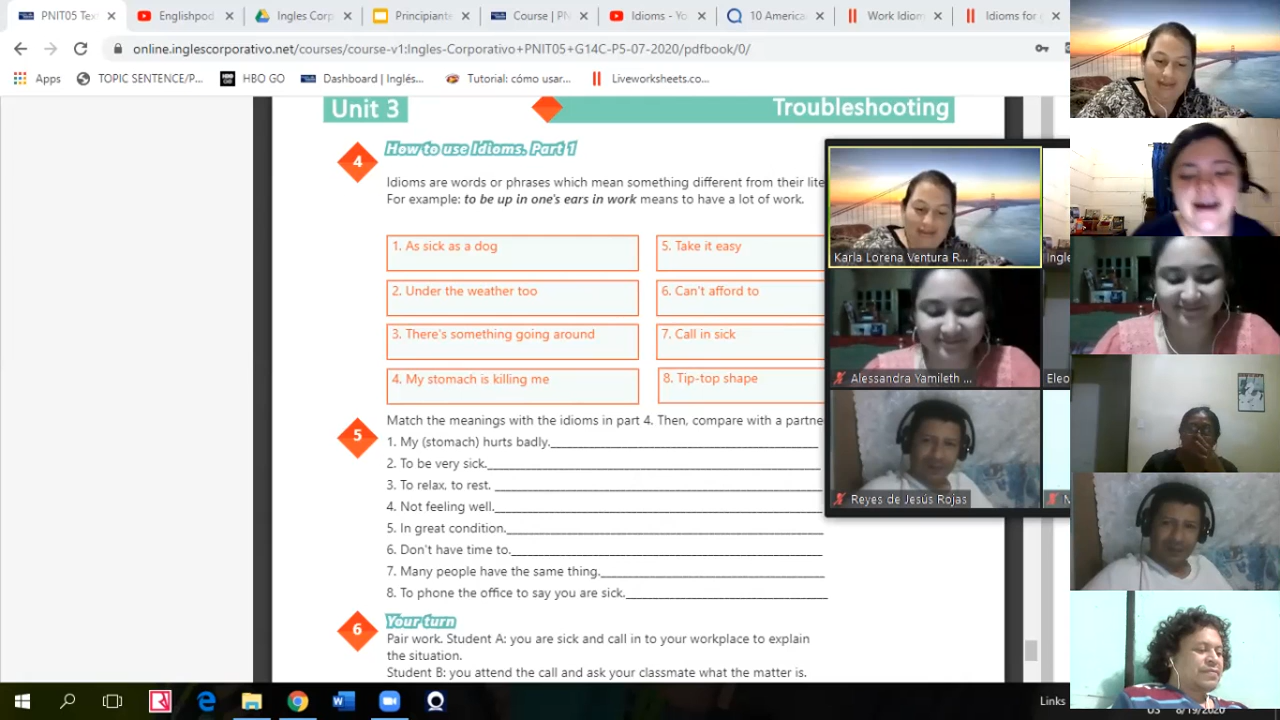 PNIT05 Tex
Englishpod
Ingles Corp
Principiante
Course | PN
Idioms - Yo
10 America
Work Idiom
Idioms for
online.inglescorporativo.net/courses/course-v1:Ingles-Corporativo+PNIT05+G14C-P5-07-2020/pdfbook/0/
Apps
TOPIC SENTENCE/P...
HBO GO
Dashboard | Inglés...
Tutorial: cómo usar...
Liveworksheets.co...
Unit 3
Troubleshooting
4
How to use Idioms. Part 1
Idioms are words or phrases which mean something different from their lite
For example: to be up in one's ears in work means to have a lot of work.
1. As sick as a dog
5. Take it easy
2. Under the weather too
6. Can't afford to
3. There's something going around
7. Call in sick
4. My stomach is killing me
8. Tip-top shape
5
Match the meanings with the idioms in part 4. Then, compare with a partne
1. My (stomach) hurts badly.
2. To be very sick.
3. To relax, to rest.
4. Not feeling well.
5. In great condition.
6. Don't have time to.
7. Many people have the same thing.
8. To phone the office to say you are sick.
6
Your turn
Pair work. Student A: you are sick and call in to your workplace to explain
the situation.
Student B: you attend the call and ask your classmate what the matter is.
Karla Lorena Ventura R...
Ingle
Alessandra Yamileth ...
Eleo
Reyes de Jesús Rojas
M
Links
US
8/19/2020